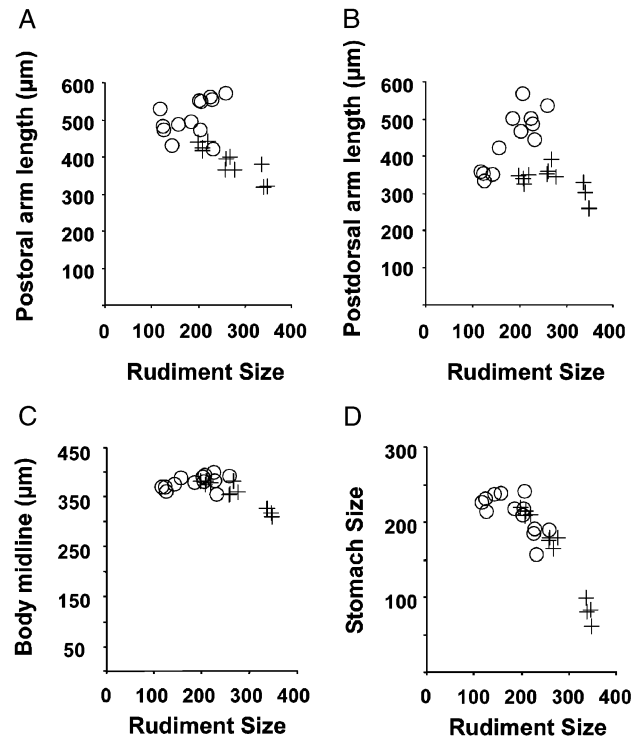 A
Postoral arm length (µm)
600
500
400
300
200
100
0 100 200 300 400
Rudiment Size
B
Postdorsal arm length (µm)
600
500
400
300
200
100
0 100 200 300 400
Rudiment Size
C
Body midline (µm)
450
350
250
150
50
0 100 200 300 400
Rudiment Size
D
Stomach Size
300
200
100
0 100 200 300 400
Rudiment Size